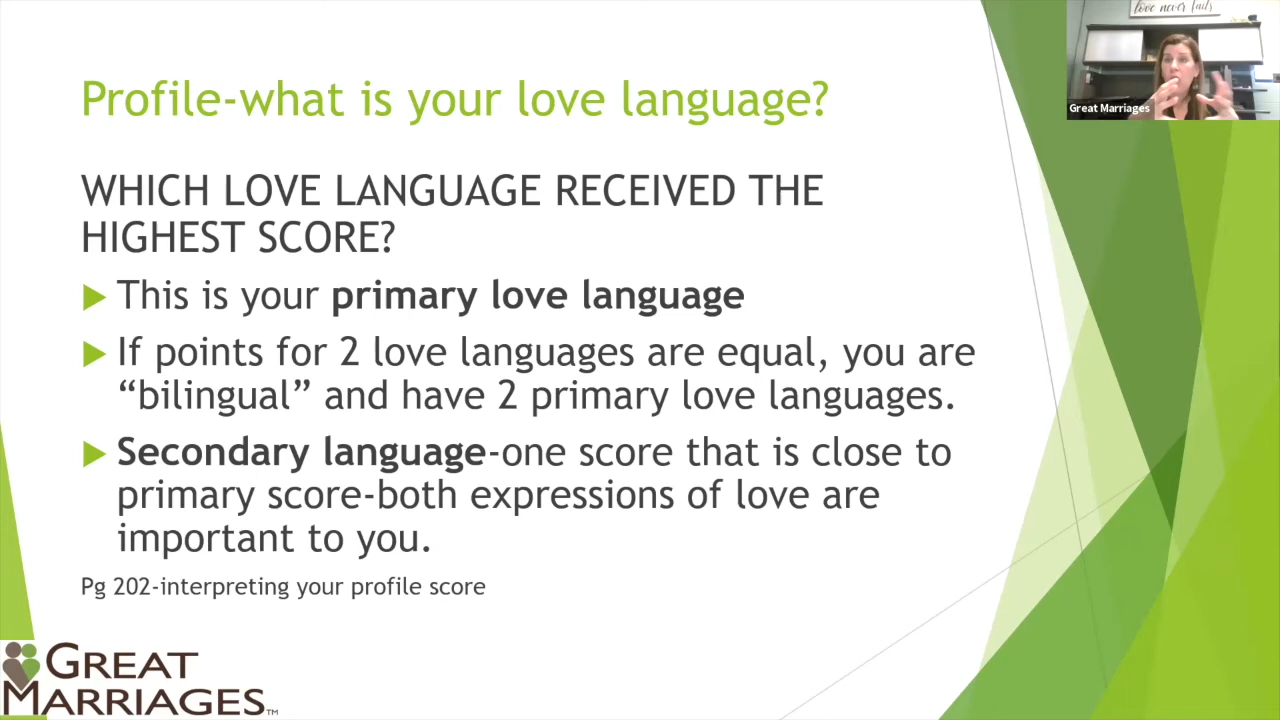 love never fails
Great Marriages
Profile-what is your love language?
WHICH LOVE LANGUAGE RECEIVED THE
HIGHEST SCORE?
This is your primary love language
If points for 2 love languages are equal, you are
“bilingual” and have 2 primary love languages.
Secondary language-one score that is close to
primary score-both expressions of love are
important to you.
Pg 202-interpreting your profile score
GREAT
MARRIAGES™